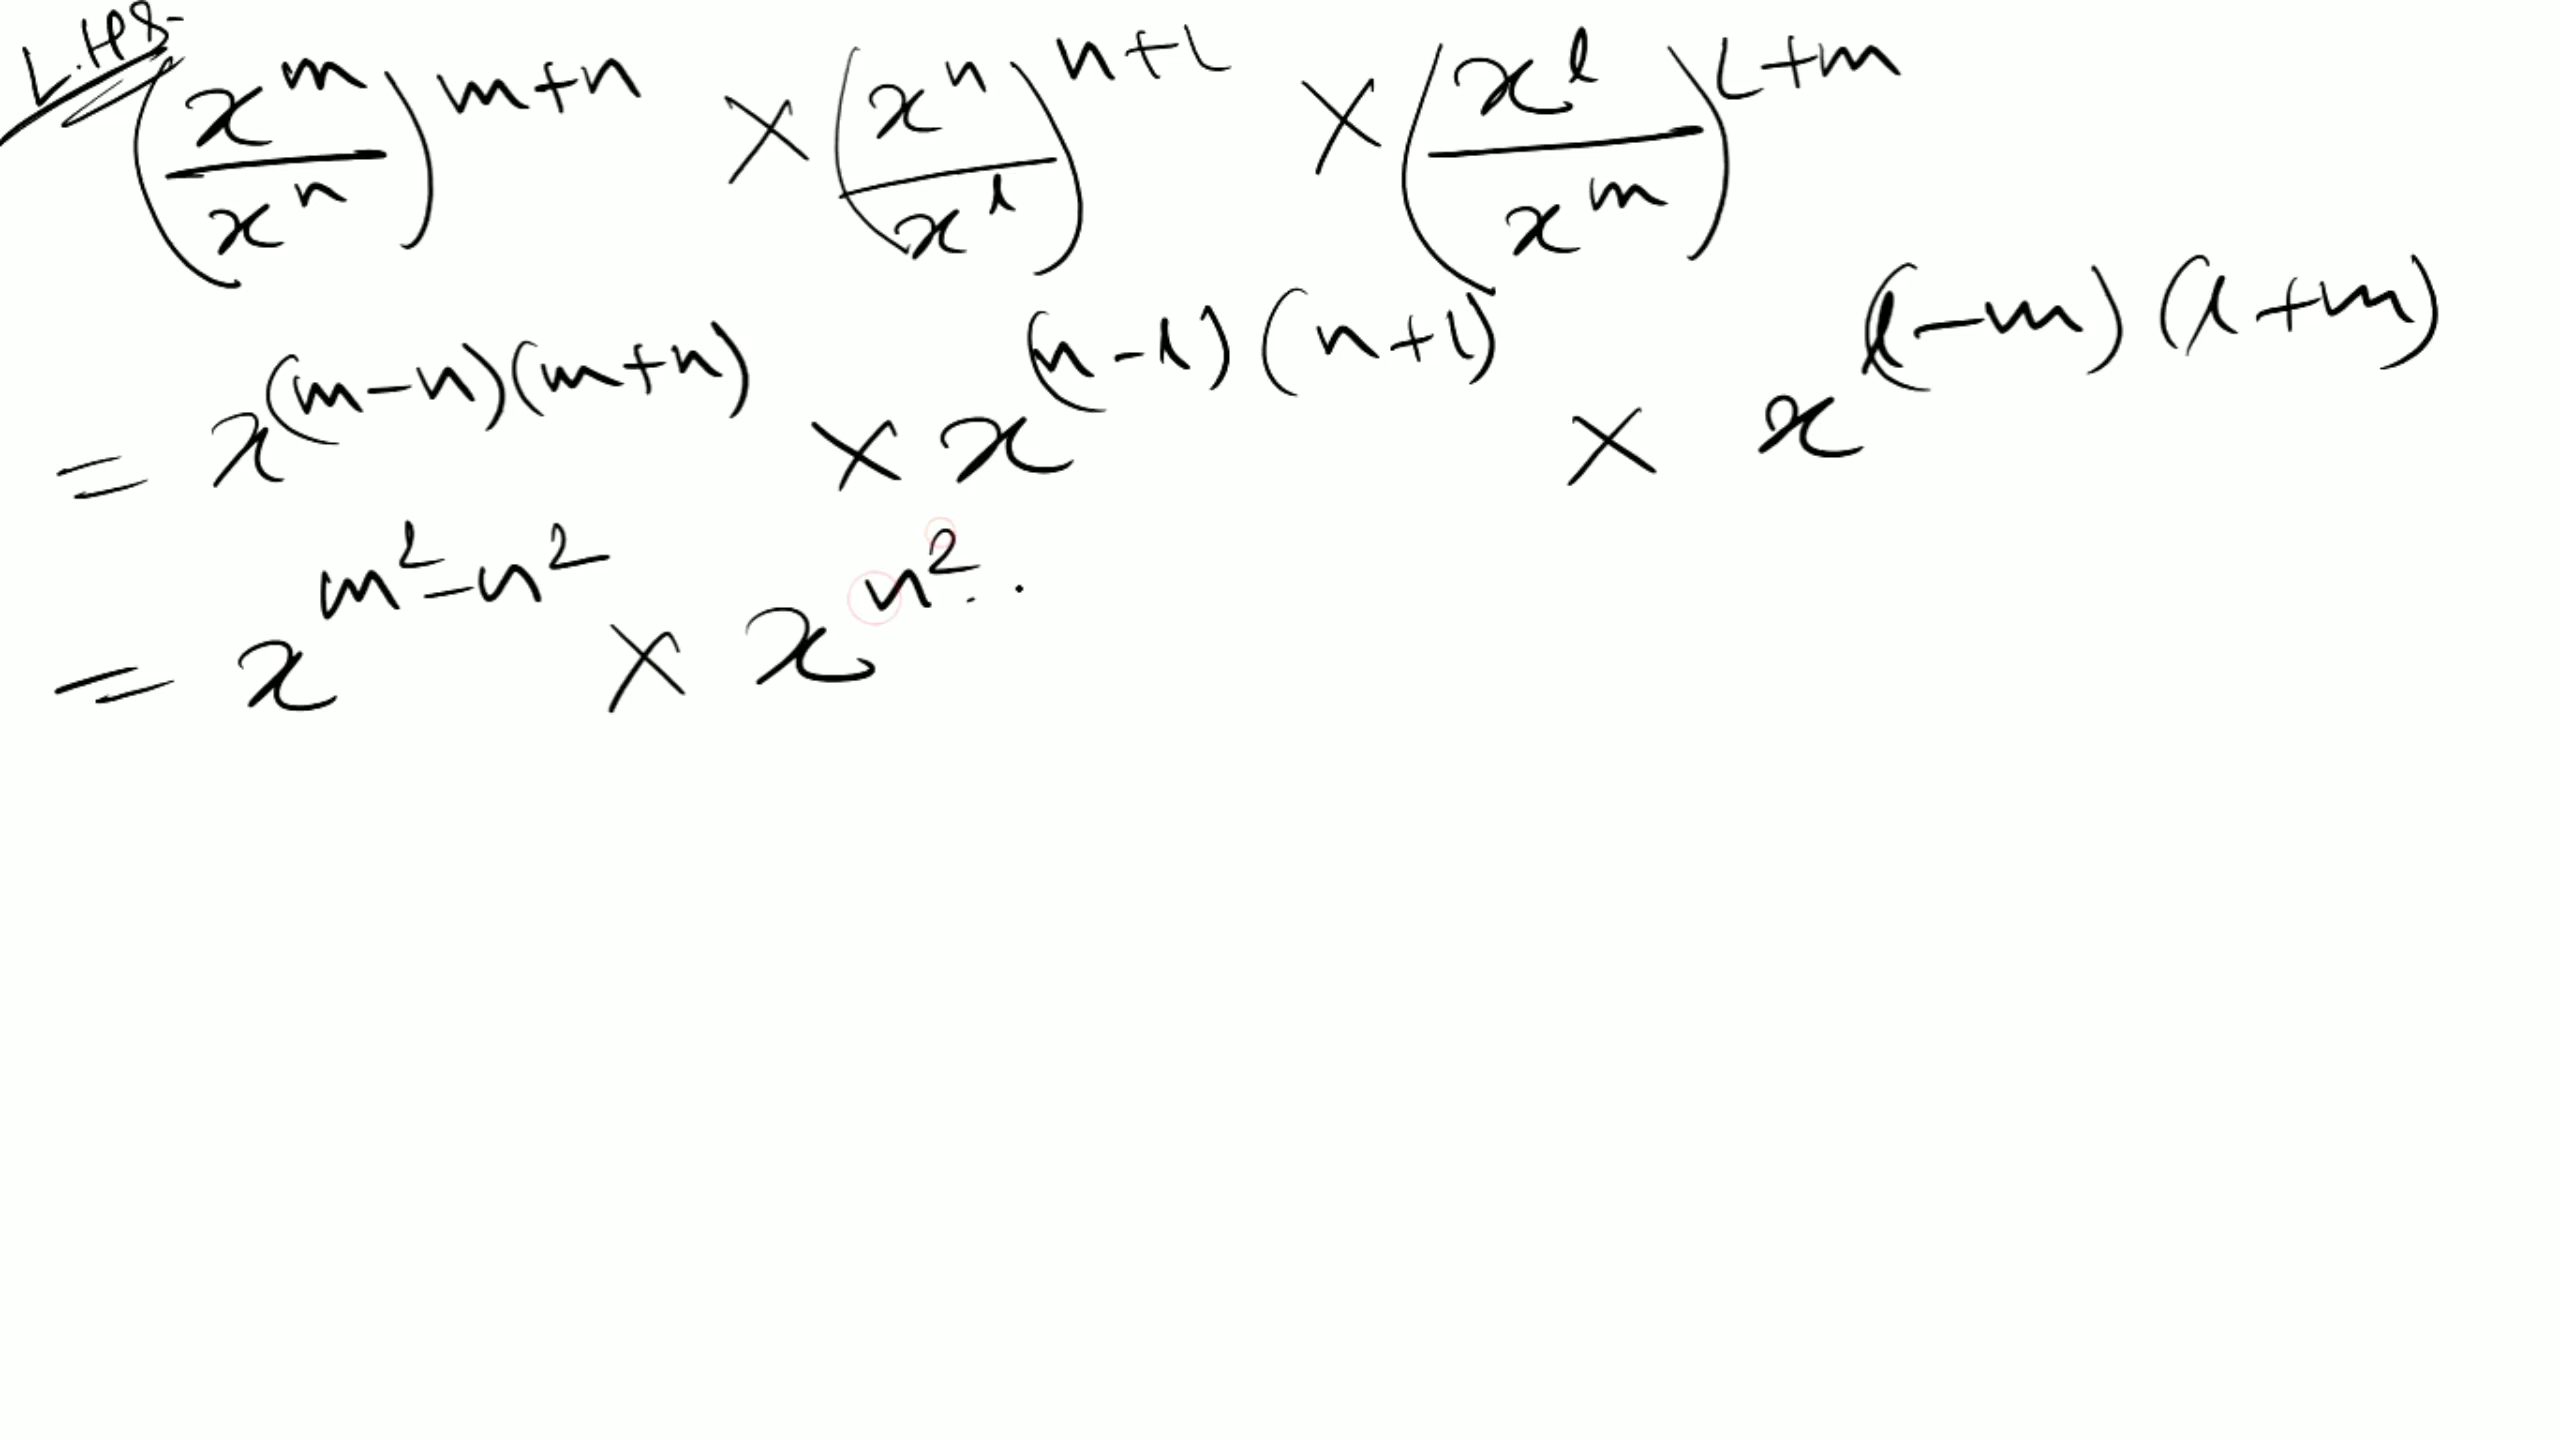 L.H.S.
(x^m / x^n)^(m+n) × (x^n / x^l)^(n+l) × (x^l / x^m)^(l+m)
= x^((m-n)(m+n)) × x^((n-l)(n+l)) × x^((l-m)(l+m))
= x^(m²-n²) × x^(n²-.